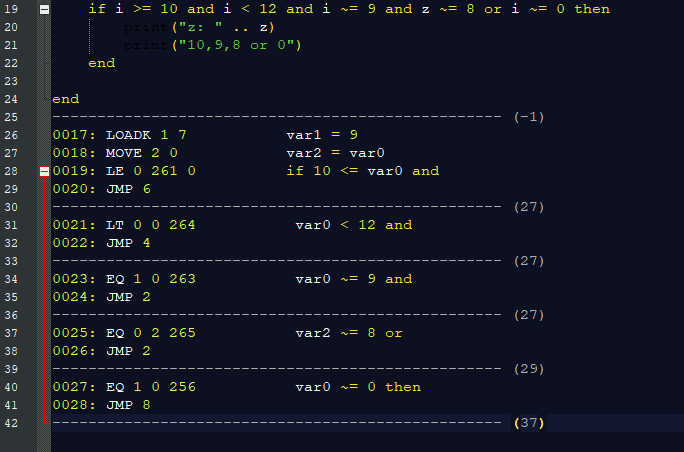 19 if i >= 10 and i < 12 and i ~= 9 and z ~= 8 or i ~= 0 then
20 print("z: " .. z)
21 print("10,9,8 or 0")
22 end
23
24 end
25 -------------------------------------------------- (-1)
26 0017: LOADK 1 7 var1 = 9
27 0018: MOVE 2 0 var2 = var0
28 0019: LE 0 261 0 if 10 <= var0 and
29 0020: JMP 6
30 -------------------------------------------------- (27)
31 0021: LT 0 0 264 var0 < 12 and
32 0022: JMP 4
33 -------------------------------------------------- (27)
34 0023: EQ 1 0 263 var0 ~= 9 and
35 0024: JMP 2
36 -------------------------------------------------- (27)
37 0025: EQ 0 2 265 var2 ~= 8 or
38 0026: JMP 2
39 -------------------------------------------------- (29)
40 0027: EQ 1 0 256 var0 ~= 0 then
41 0028: JMP 8
42 -------------------------------------------------- (37)